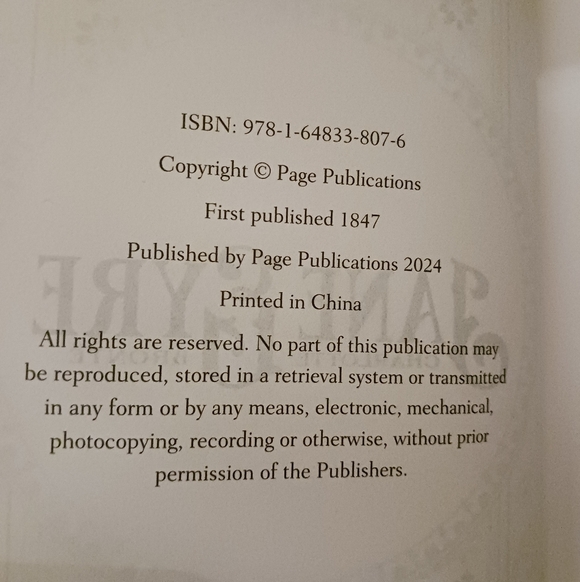 ISBN: 978-1-64833-807-6
Copyright © Page Publications
First published 1847
Published by Page Publications 2024
Printed in China
All rights are reserved. No part of this publication may
be reproduced, stored in a retrieval system or transmitted
in any form or by any means, electronic, mechanical,
photocopying, recording or otherwise, without prior
permission of the Publishers.
JANE EYRE